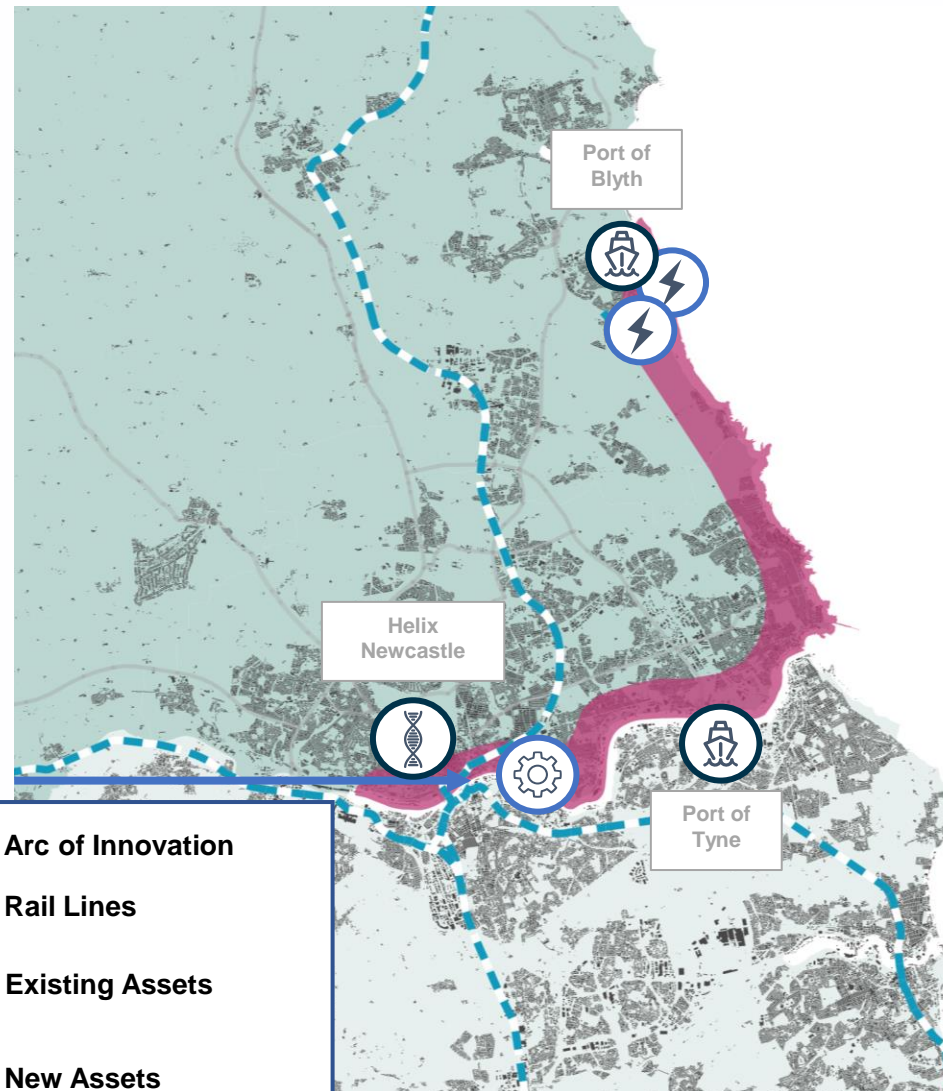 Port of
Blyth
Helix
Newcastle
Port of
Tyne
Arc of Innovation
Rail Lines
Existing Assets
New Assets